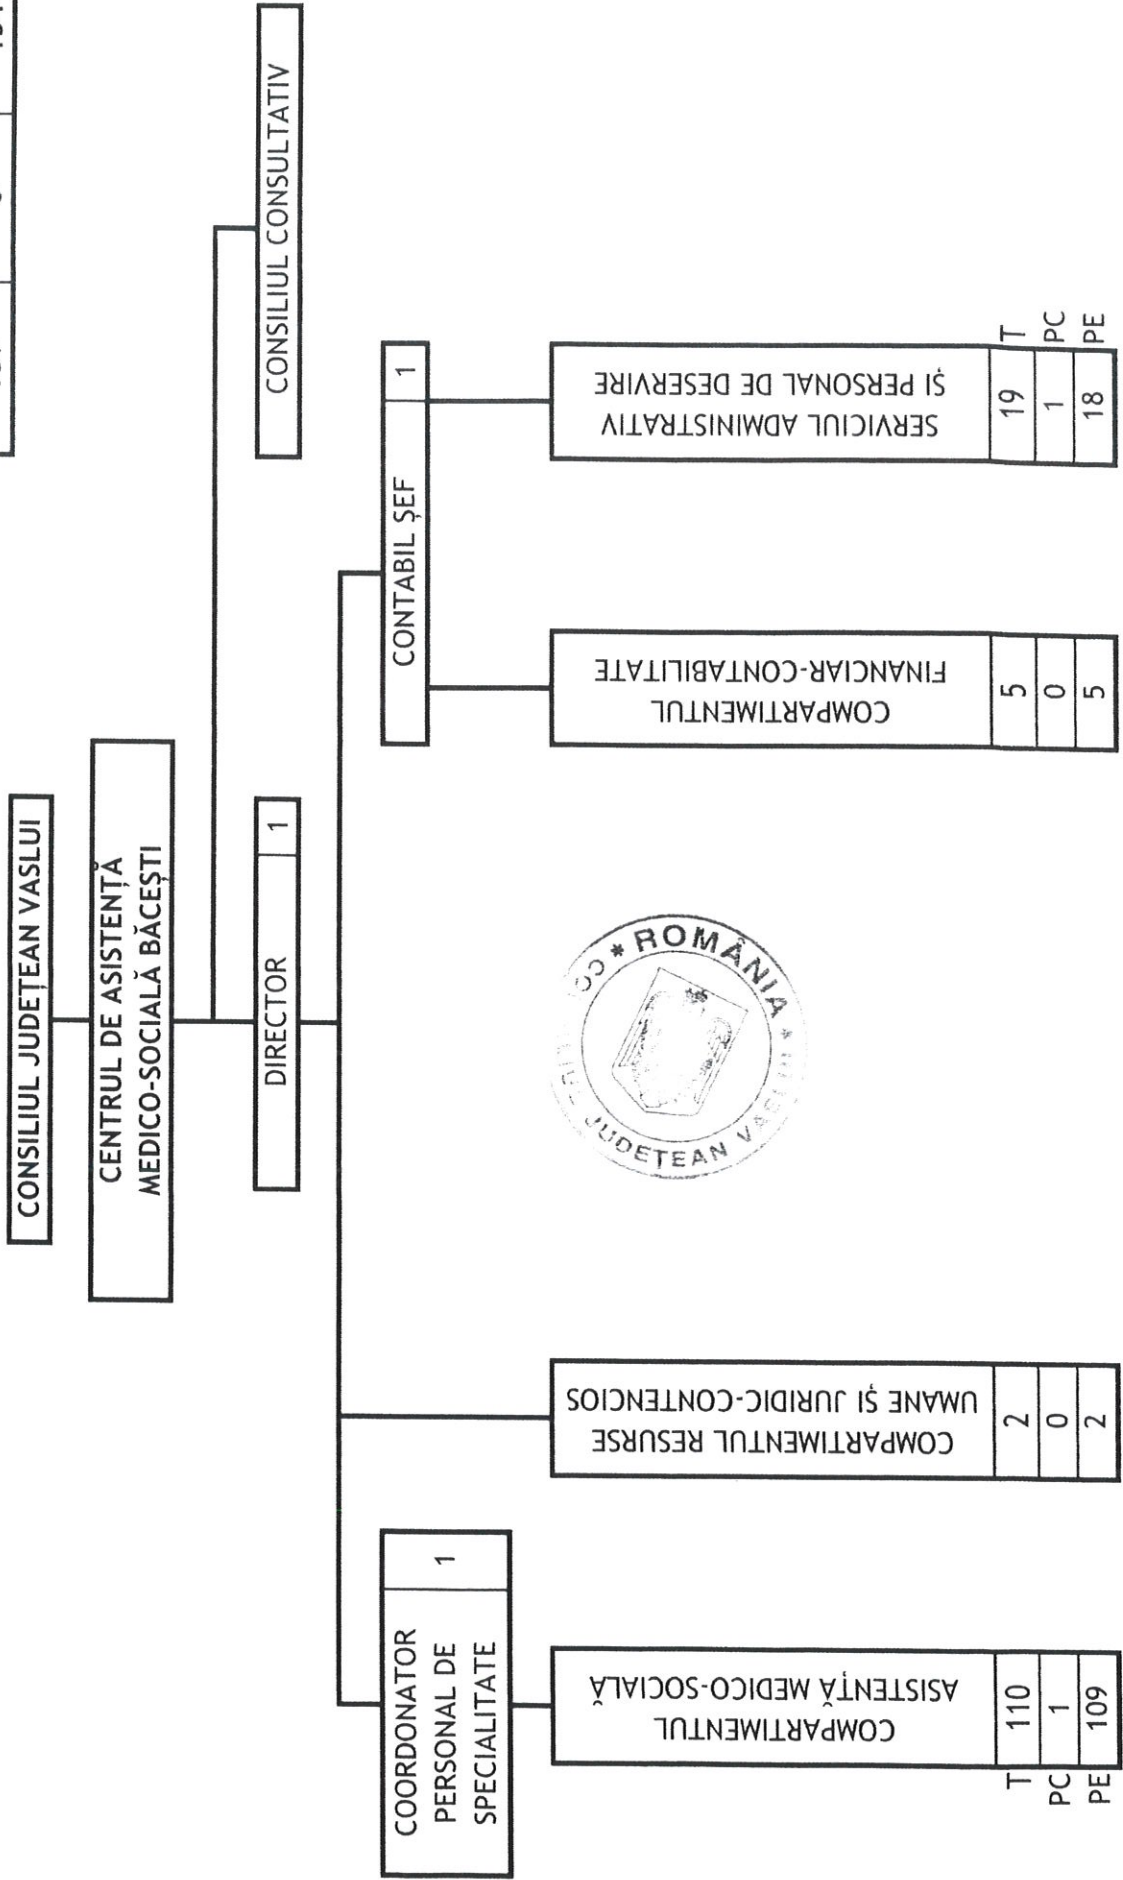 CONSILIUL JUDEȚEAN VASLUI
CENTRUL DE ASISTENȚĂ
MEDICO-SOCIALĂ BĂCEȘTI
CONSILIUL CONSULTATIV
DIRECTOR 1
COORDONATOR
PERSONAL DE
SPECIALITATE
1
CONTABIL ȘEF 1
COMPARTIMENTUL
ASISTENȚĂ MEDICO-SOCIALĂ
T 110
PC 1
PE 109
COMPARTIMENTUL RESURSE
UMANE ȘI JURIDIC-CONTENCIOS
2
0
2
COMPARTIMENTUL
FINANCIAR-CONTABILITATE
5
0
5
SERVICIUL ADMINISTRATIV
ȘI PERSONAL DE DESERVIRE
19 T
1 PC
18 PE
* ROMÂNIA *
JUDEȚEAN VASLUI